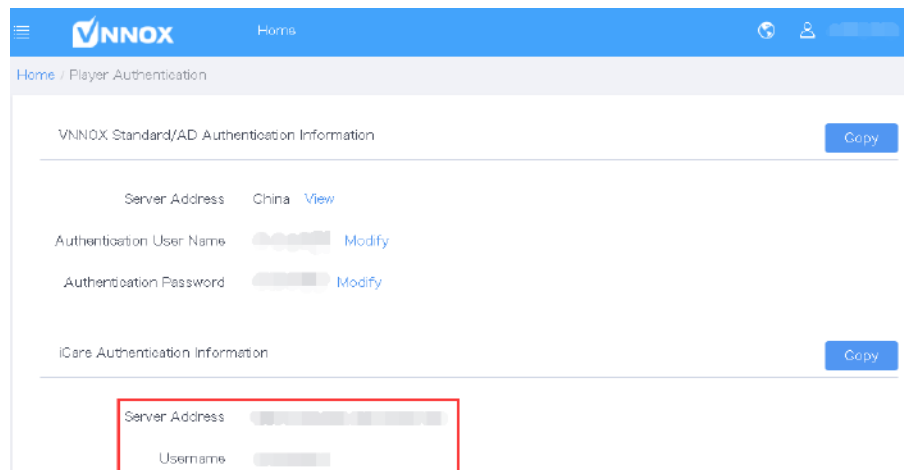 VNNOX Home
Home / Player Authentication
VNNOX Standard/AD Authentication Information Copy
Server Address China View
Authentication User Name Modify
Authentication Password Modify
iCare Authentication Information Copy
Server Address
Username